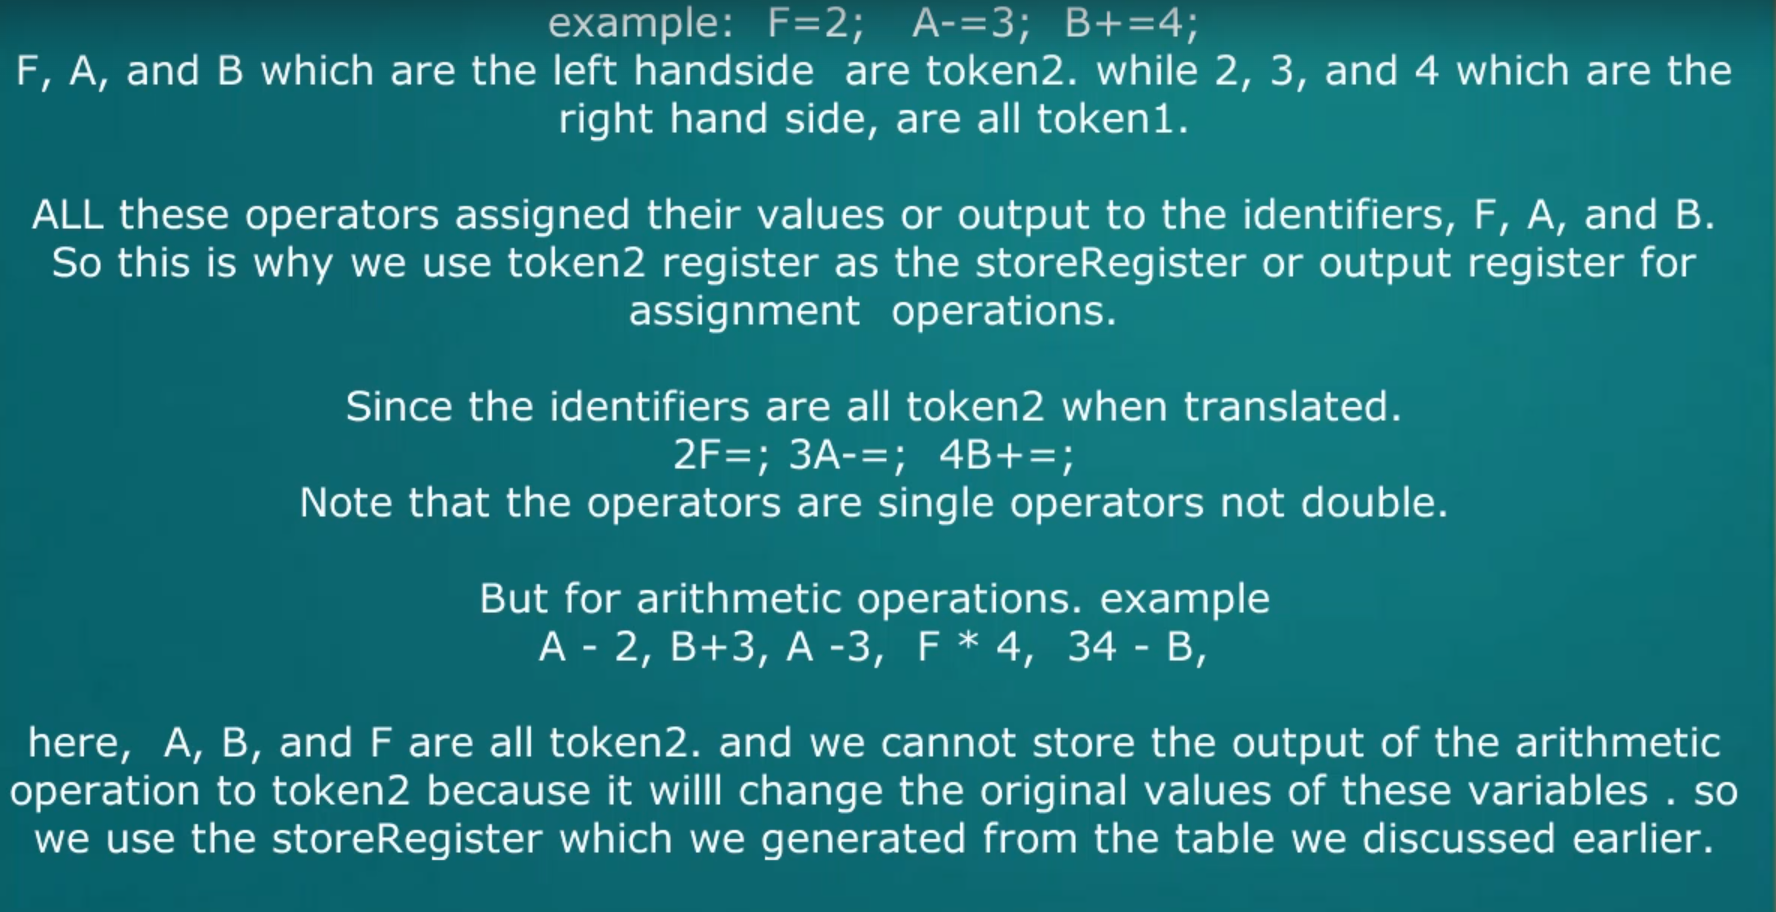 example:  F=2;   A-=3;  B+=4;
F, A, and B which are the left handside  are token2. while 2, 3, and 4 which are the
right hand side, are all token1.
ALL these operators assigned their values or output to the identifiers, F, A, and B.
So this is why we use token2 register as the storeRegister or output register for
assignment  operations.
Since the identifiers are all token2 when translated.
2F=; 3A-=;  4B+=;
Note that the operators are single operators not double.
But for arithmetic operations. example
A - 2, B+3, A -3,  F * 4,  34 - B,
here,  A, B, and F are all token2. and we cannot store the output of the arithmetic
operation to token2 because it willl change the original values of these variables . so
we use the storeRegister which we generated from the table we discussed earlier.